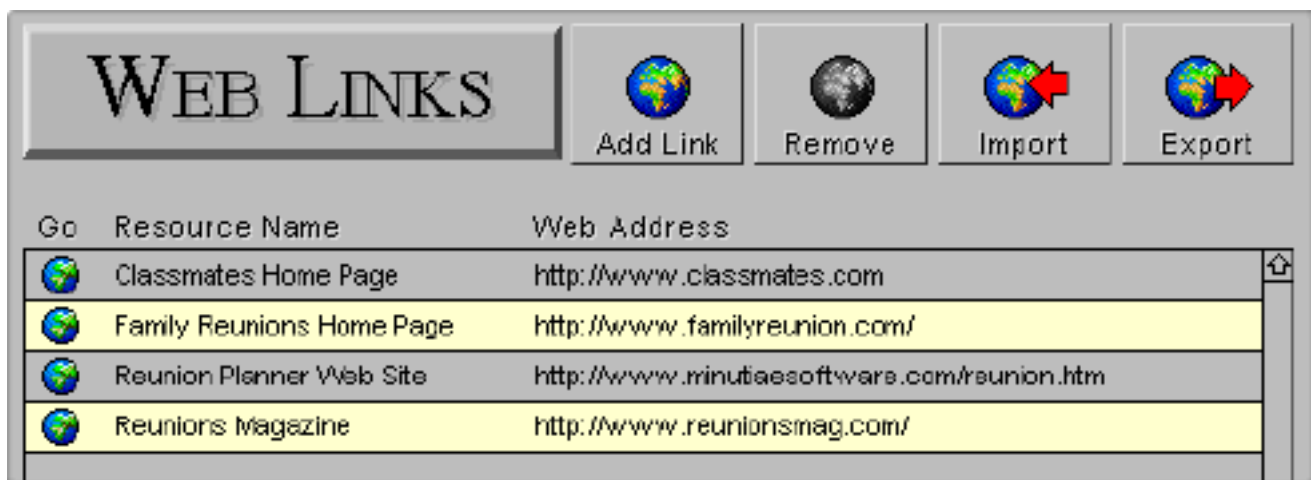 WEB LINKS
Add Link Remove Import Export
Go Resource Name Web Address
Classmates Home Page http://www.classmates.com
Family Reunions Home Page http://www.familyreunion.com/
Reunion Planner Web Site http://www.minutiaesoftware.com/reunion.htm
Reunions Magazine http://www.reunionsmag.com/